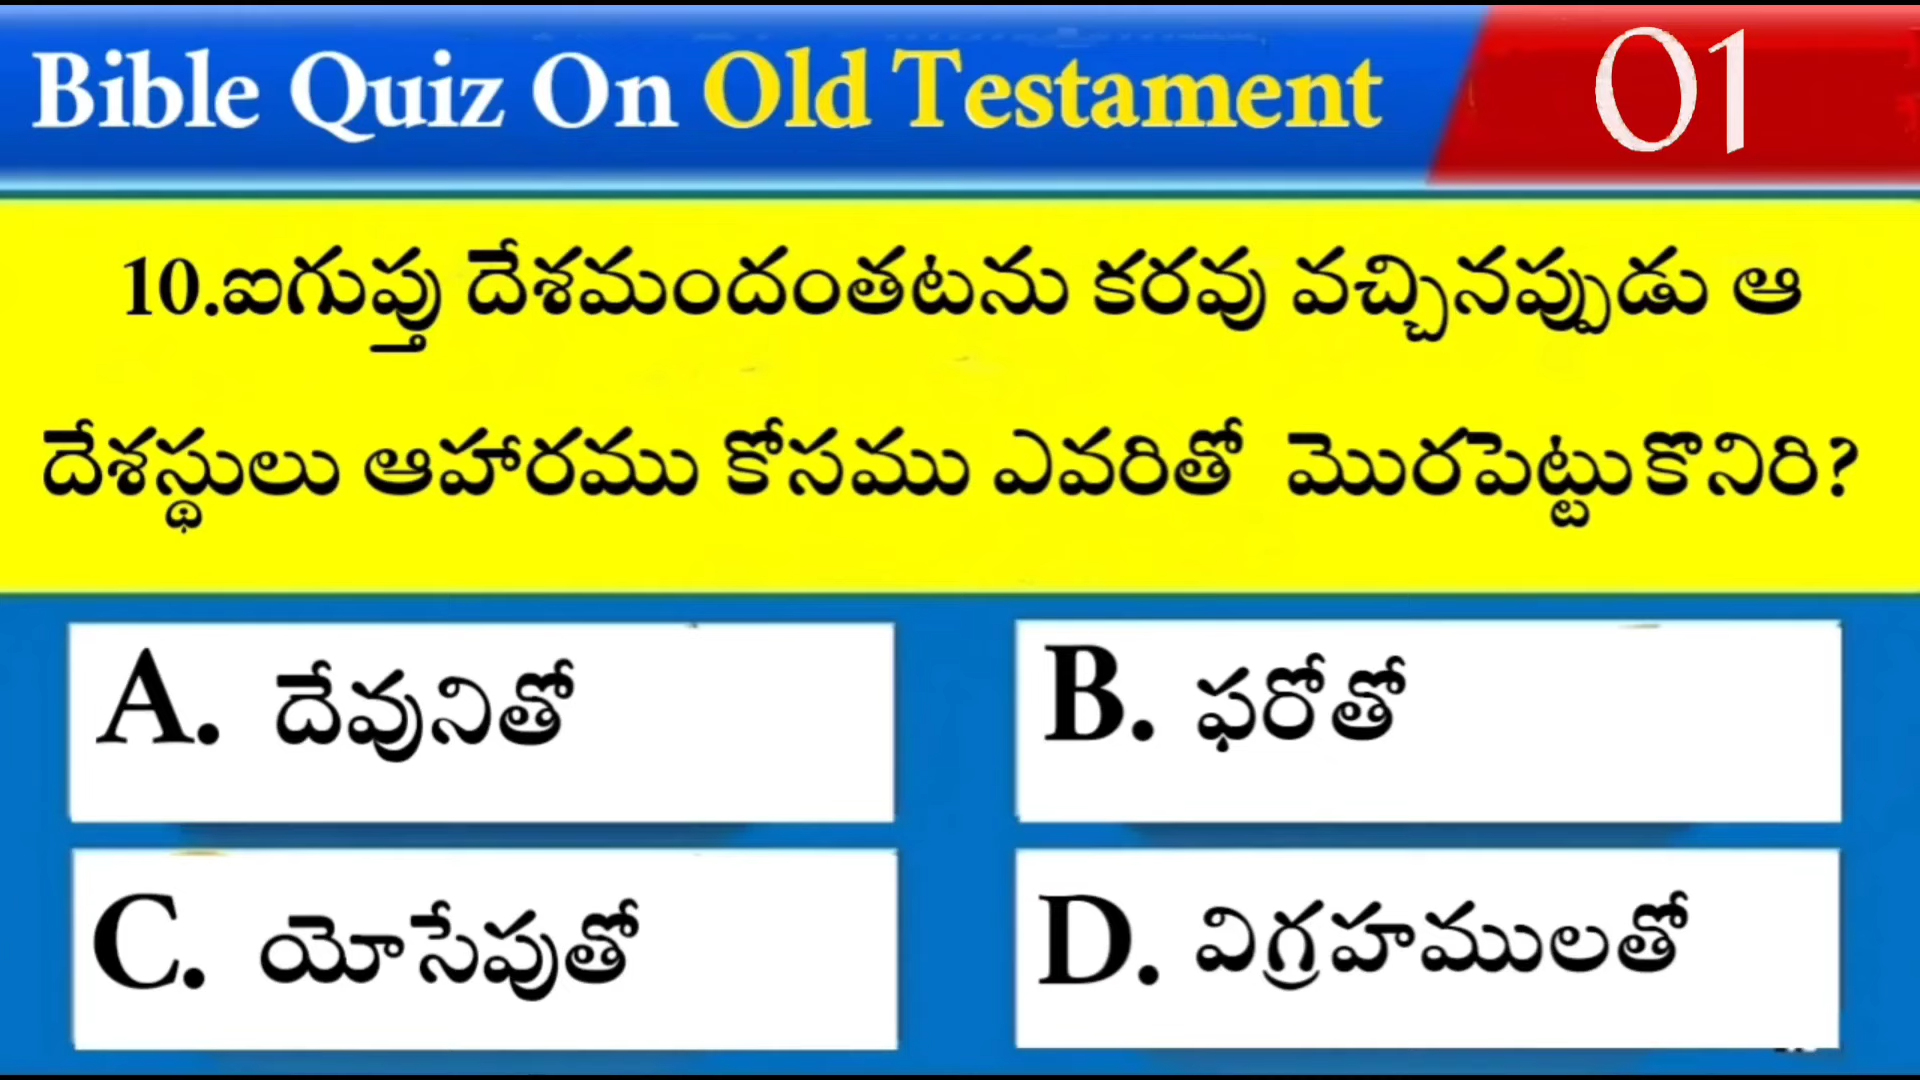 Bible Quiz On Old Testament 01
10.ఐగుప్తు దేశమందంతటను కరవు వచ్చినప్పుడు ఆ
దేశస్థులు ఆహారము కోసము ఎవరితో మొరపెట్టుకొనిరి?
A. దేవునితో
B. ఫరోతో
C. యోసేపుతో
D. విగ్రహములతో